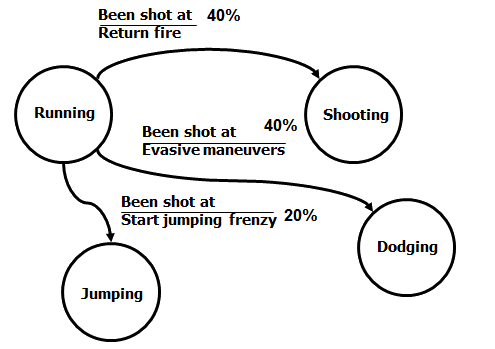 Been shot at 40%
Return fire
Running
Shooting
Been shot at 40%
Evasive maneuvers
Been shot at
Start jumping frenzy 20%
Dodging
Jumping